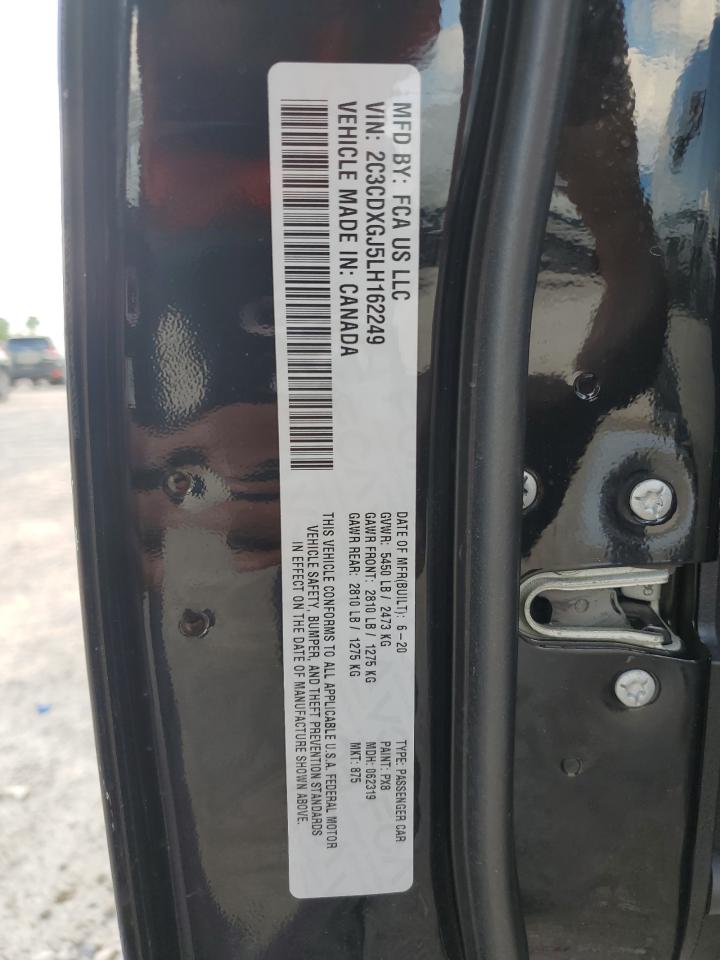 MFD BY: FCA US LLC
VIN: 2C3CDXGJ5LH162249
VEHICLE MADE IN: CANADA
DATE OF MFR(BUILT): 6-20
GVWR: 5450 LB / 2473 KG
GAWR FRONT: 2810 LB / 1275 KG
GAWR REAR: 2810 LB / 1275 KG
TYPE: PASSENGER CAR
PAINT: PX8
MDH: 062319
MKT: 875
THIS VEHICLE CONFORMS TO ALL APPLICABLE U.S.A. FEDERAL MOTOR
VEHICLE SAFETY, BUMPER, AND THEFT PREVENTION STANDARDS
IN EFFECT ON THE DATE OF MANUFACTURE SHOWN ABOVE.